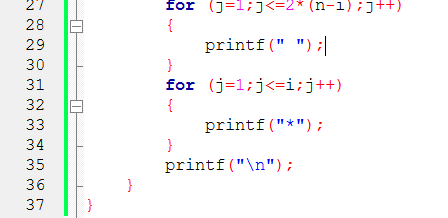 27 for (j=1;j<=2*(n-i);j++)
28 {
29 printf(" ");
30 }
31 for (j=1;j<=i;j++)
32 {
33 printf("*");
34 }
35 printf("\n");
36 }
37 }